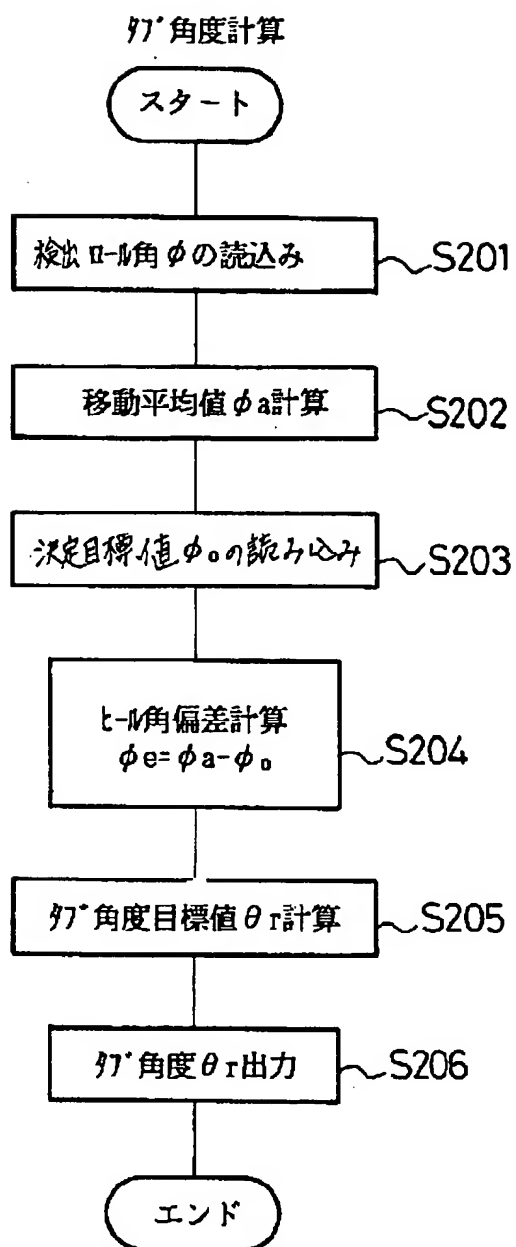 ﾀﾌﾞ角度計算
スタート
検出ﾛｰﾙ角φの読込み
S201
移動平均値φa計算
S202
決定目標値φ₀の読み込み
S203
ﾋｰﾙ角偏差計算
φe=φa-φ₀
S204
ﾀﾌﾞ角度目標値θr計算
S205
ﾀﾌﾞ角度θr出力
S206
エンド